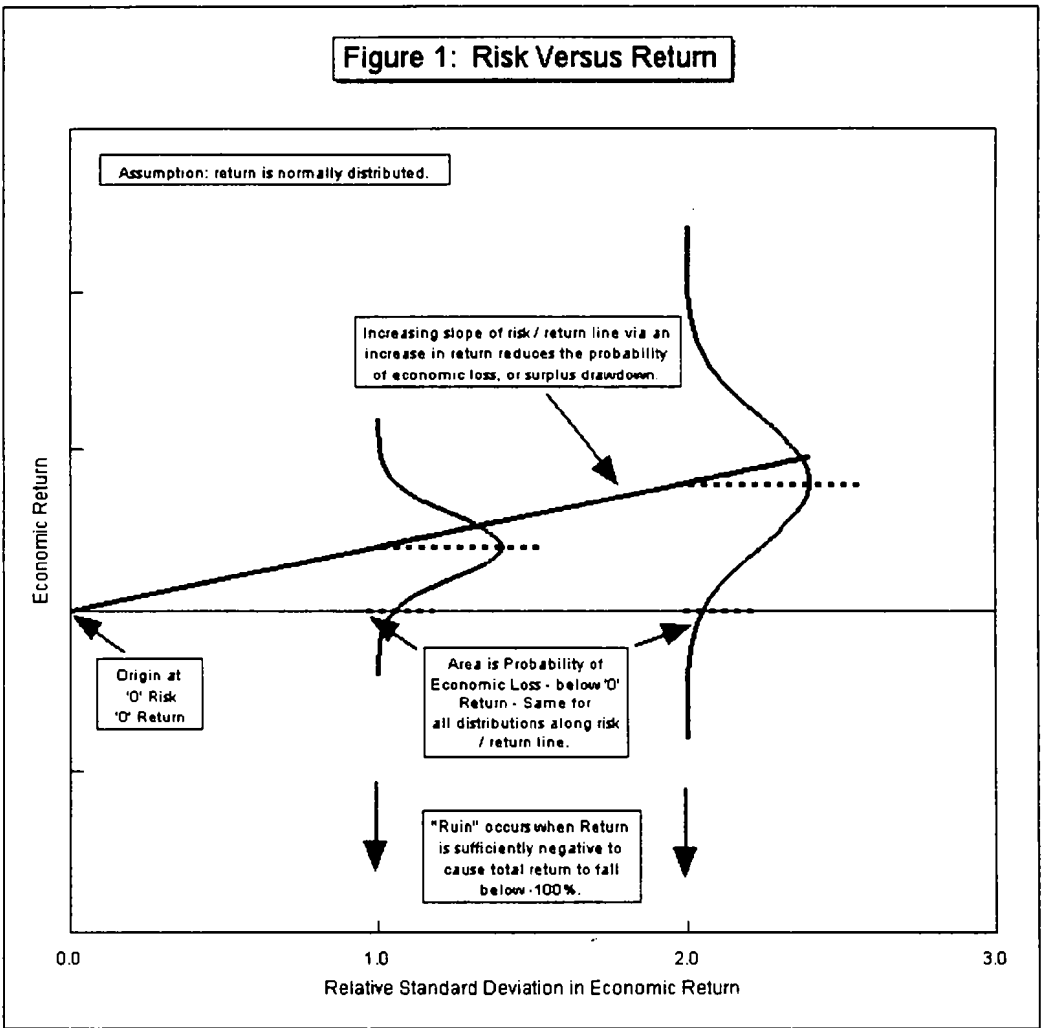 Figure 1: Risk Versus Return
Assumption: return is normally distributed.
Increasing slope of risk / return line via an
increase in return reduces the probability
of economic loss, or surplus drawdown.
Economic Return
Origin at
'0' Risk
'0' Return
Area is Probability of
Economic Loss - below '0'
Return - Same for
all distributions along risk
/ return line.
"Ruin" occurs when Return
is sufficiently negative to
cause total return to fall
below -100%.
0.0
1.0
2.0
3.0
Relative Standard Deviation in Economic Return